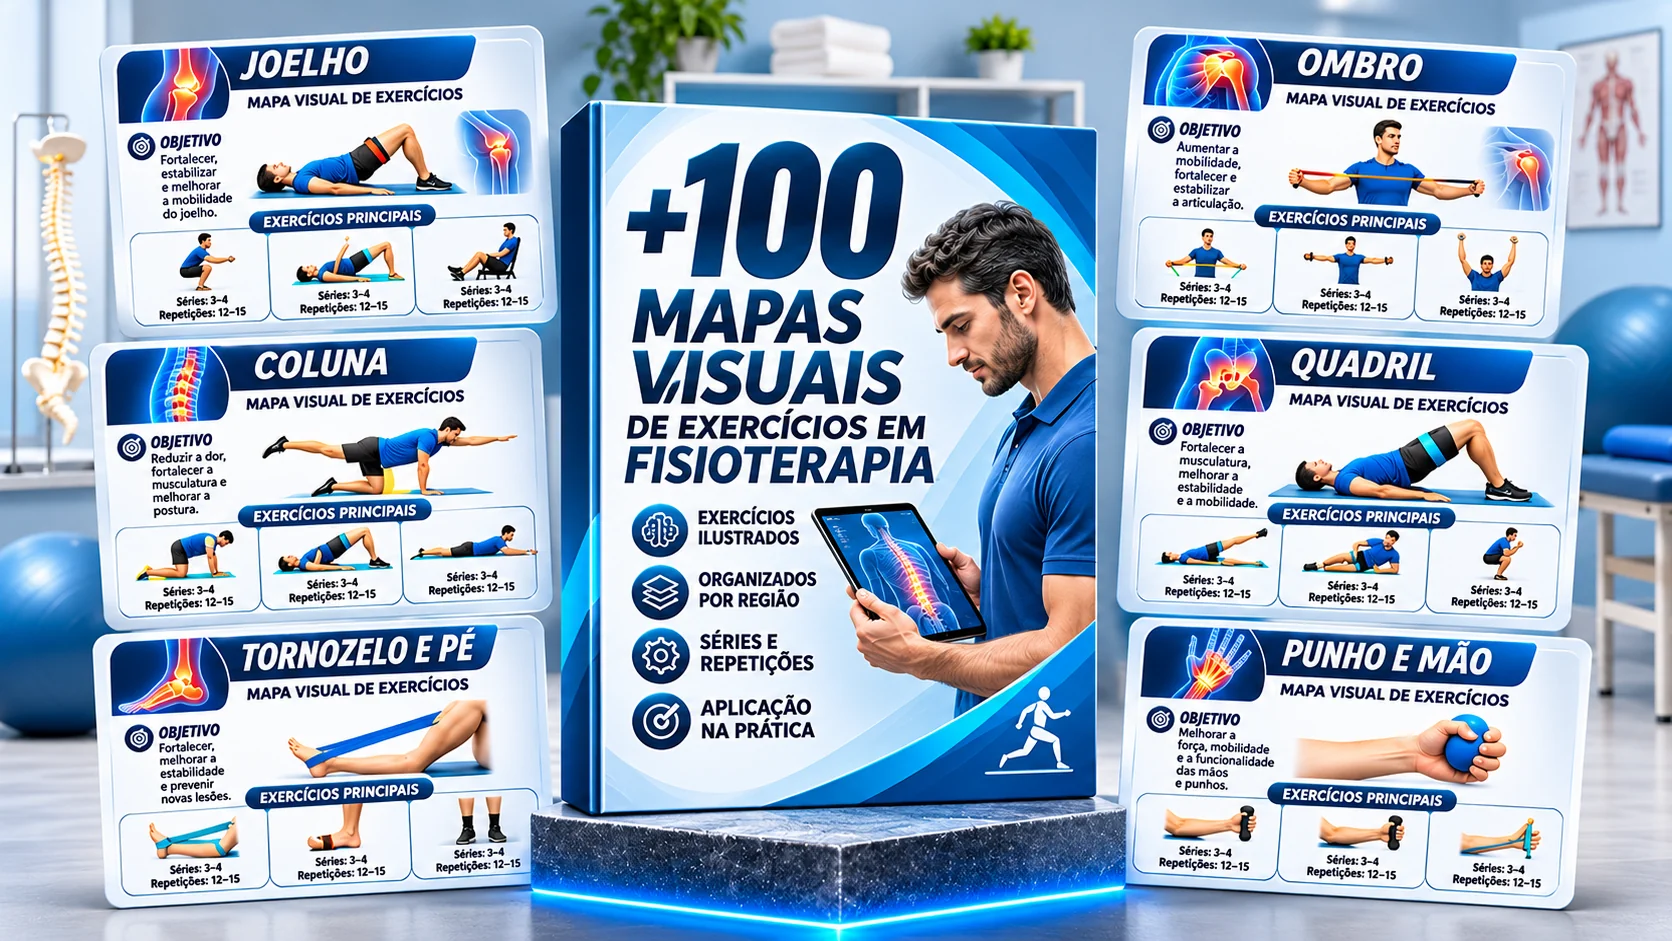 JOELHO
MAPA VISUAL DE EXERCÍCIOS
OBJETIVO
Fortalecer,
estabilizar
e melhorar
a mobilidade
do joelho.
EXERCÍCIOS PRINCIPAIS
Séries: 3–4
Repetições: 12–15
Séries: 3–4
Repetições: 12–15
Séries: 3–4
Repetições: 12–15
COLUNA
MAPA VISUAL DE EXERCÍCIOS
OBJETIVO
Reduzir a dor,
fortalecer a
musculatura e
melhorar a
postura.
EXERCÍCIOS PRINCIPAIS
Séries: 3–4
Repetições: 12–15
Séries: 3–4
Repetições: 12–15
Séries: 3–4
Repetições: 12–15
TORNOZELO E PÉ
MAPA VISUAL DE EXERCÍCIOS
OBJETIVO
Fortalecer,
melhorar a
estabilidade
e prevenir
novas lesões.
EXERCÍCIOS PRINCIPAIS
Séries: 3–4
Repetições: 12–15
Séries: 3–4
Repetições: 12–15
Séries: 3–4
Repetições: 12–15
+100
MAPAS
VISUAIS
DE EXERCÍCIOS EM
FISIOTERAPIA
EXERCÍCIOS
ILUSTRADOS
ORGANIZADOS
POR REGIÃO
SÉRIES E
REPETIÇÕES
APLICAÇÃO
NA PRÁTICA
OMBRO
MAPA VISUAL DE EXERCÍCIOS
OBJETIVO
Aumentar a
mobilidade,
fortalecer e
estabilizar
a articulação.
EXERCÍCIOS PRINCIPAIS
Séries: 3–4
Repetições: 12–15
Séries: 3–4
Repetições: 12–15
Séries: 3–4
Repetições: 12–15
QUADRIL
MAPA VISUAL DE EXERCÍCIOS
OBJETIVO
Fortalecer a
musculatura,
melhorar a
estabilidade
e a mobilidade.
EXERCÍCIOS PRINCIPAIS
Séries: 3–4
Repetições: 12–15
Séries: 3–4
Repetições: 12–15
Séries: 3–4
Repetições: 12–15
PUNHO E MÃO
MAPA VISUAL DE EXERCÍCIOS
OBJETIVO
Melhorar a
força, mobilidade
e a funcionalidade
das mãos
e punhos.
EXERCÍCIOS PRINCIPAIS
Séries: 3–4
Repetições: 12–15
Séries: 3–4
Repetições: 12–15
Séries: 3–4
Repetições: 12–15